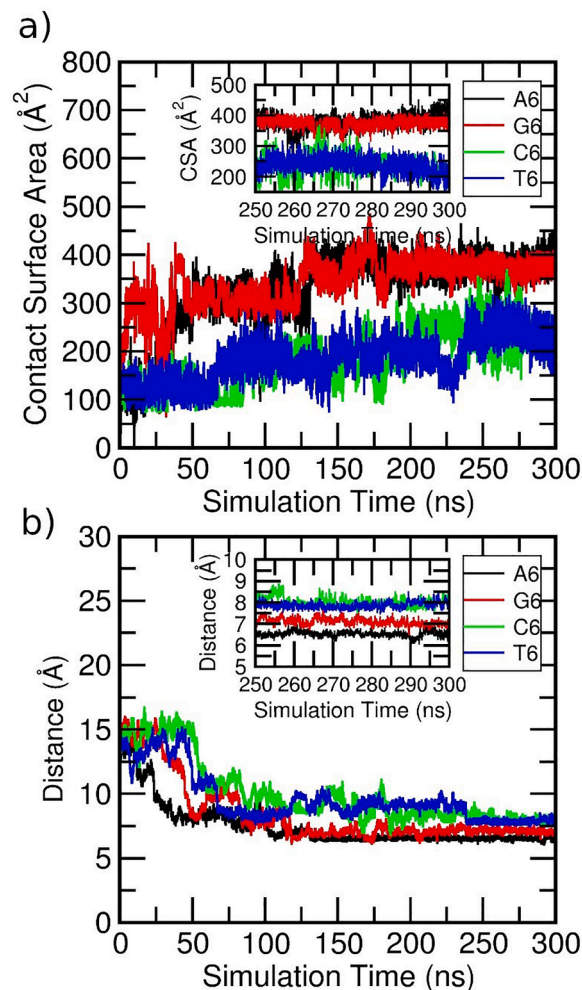 a)
800
700
600
500
400
300
200
100
0
Contact Surface Area (Å²)
500
400
300
200
CSA (Å²)
250 260 270 280 290 300
Simulation Time (ns)
A6
G6
C6
T6
0 50 100 150 200 250 300
Simulation Time (ns)
b)
30
25
20
15
10
5
0
Distance (Å)
10
9
8
7
6
5
Distance (Å)
250 260 270 280 290 300
Simulation Time (ns)
A6
G6
C6
T6
0 50 100 150 200 250 300
Simulation Time (ns)